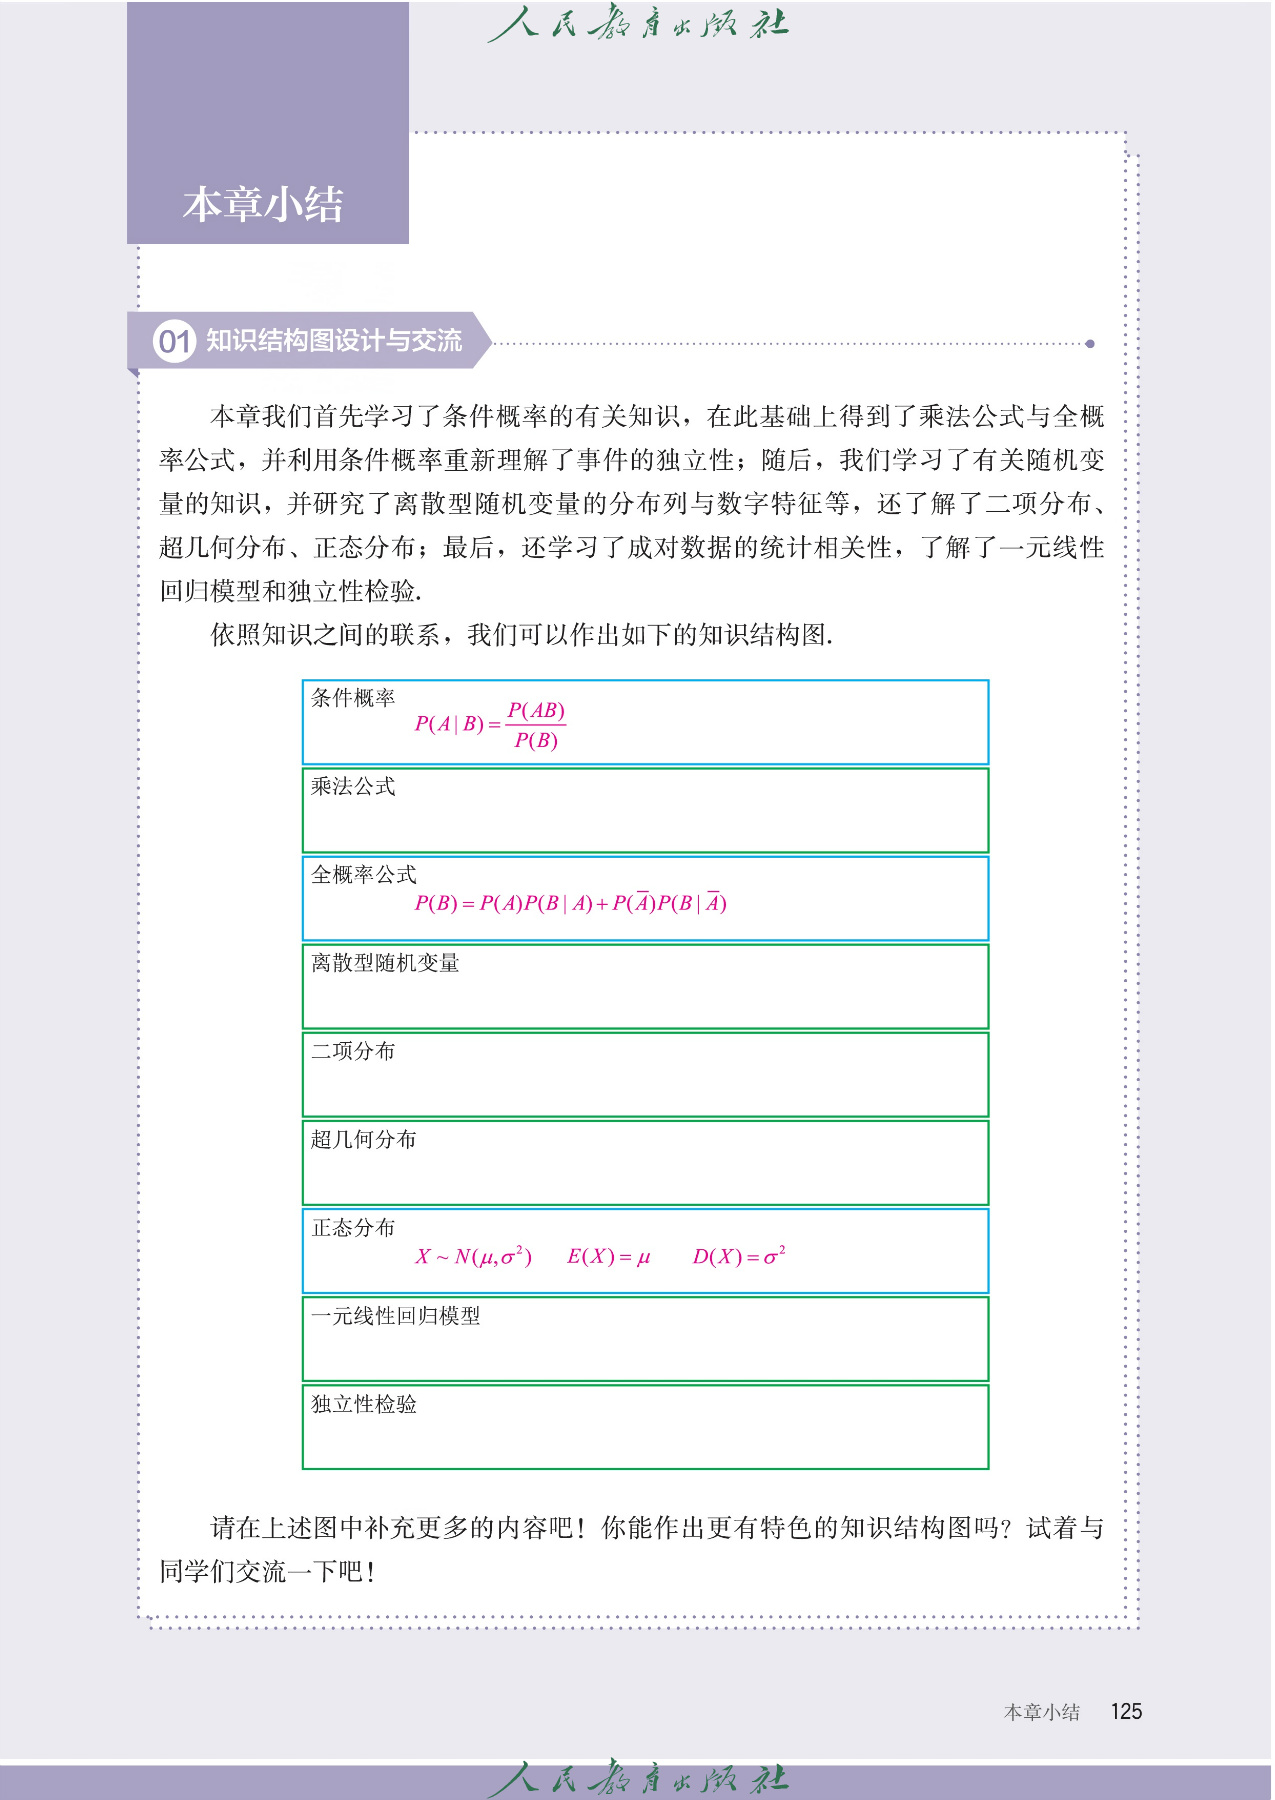 人民教育出版社
本章小结
01 知识结构图设计与交流
本章我们首先学习了条件概率的有关知识，在此基础上得到了乘法公式与全概
率公式，并利用条件概率重新理解了事件的独立性；随后，我们学习了有关随机变
量的知识，并研究了离散型随机变量的分布列与数字特征等，还了解了二项分布、
超几何分布、正态分布；最后，还学习了成对数据的统计相关性，了解了一元线性
回归模型和独立性检验.
依照知识之间的联系，我们可以作出如下的知识结构图.
条件概率
P(A|B)=P(AB)/P(B)
乘法公式
全概率公式
P(B)=P(A)P(B|A)+P(A̅)P(B|A̅)
离散型随机变量
二项分布
超几何分布
正态分布
X~N(μ,σ²) E(X)=μ D(X)=σ²
一元线性回归模型
独立性检验
请在上述图中补充更多的内容吧！你能作出更有特色的知识结构图吗？试着与
同学们交流一下吧！
本章小结 125
人民教育出版社